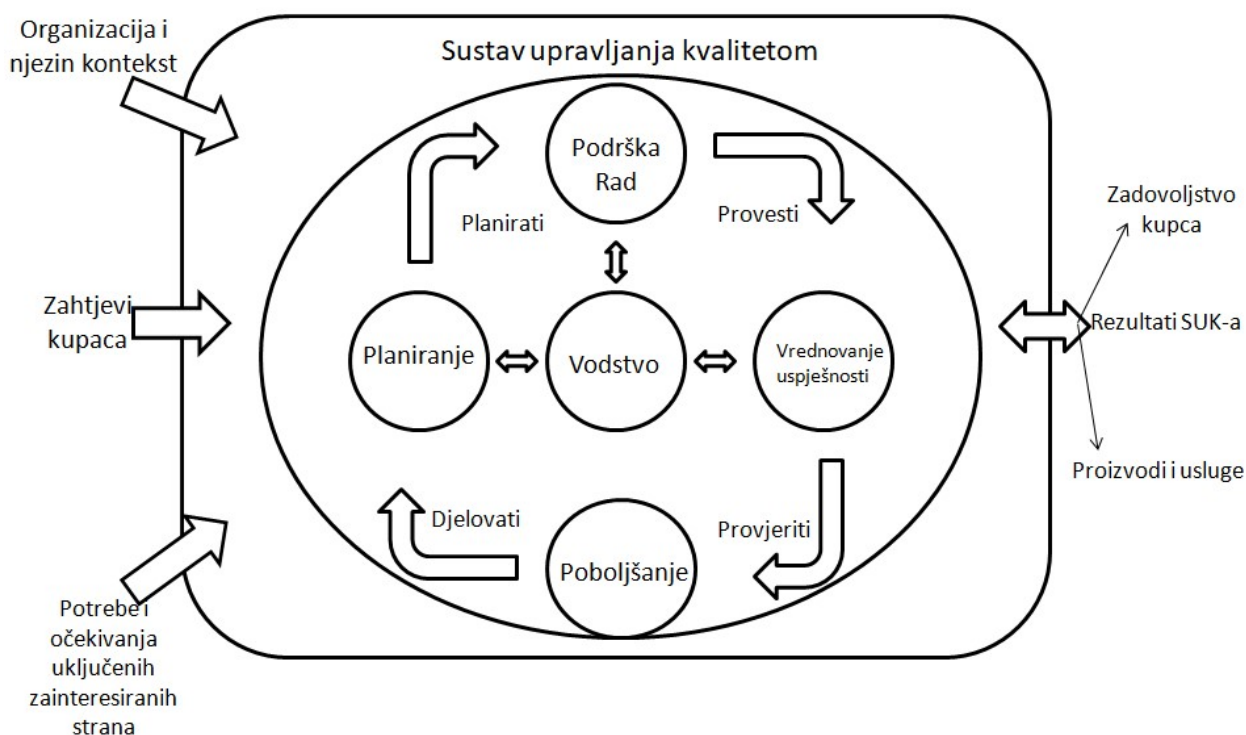 Organizacija i
njezin kontekst
Sustav upravljanja kvalitetom
Podrška
Rad
Planirati
Provesti
Zadovoljstvo
kupca
Zahtjevi
kupaca
Planiranje
Vodstvo
Vrednovanje
uspješnosti
Rezultati SUK-a
Djelovati
Provjeriti
Proizvodi i usluge
Poboljšanje
Potrebe i
očekivanja
uključenih
zainteresiranih
strana